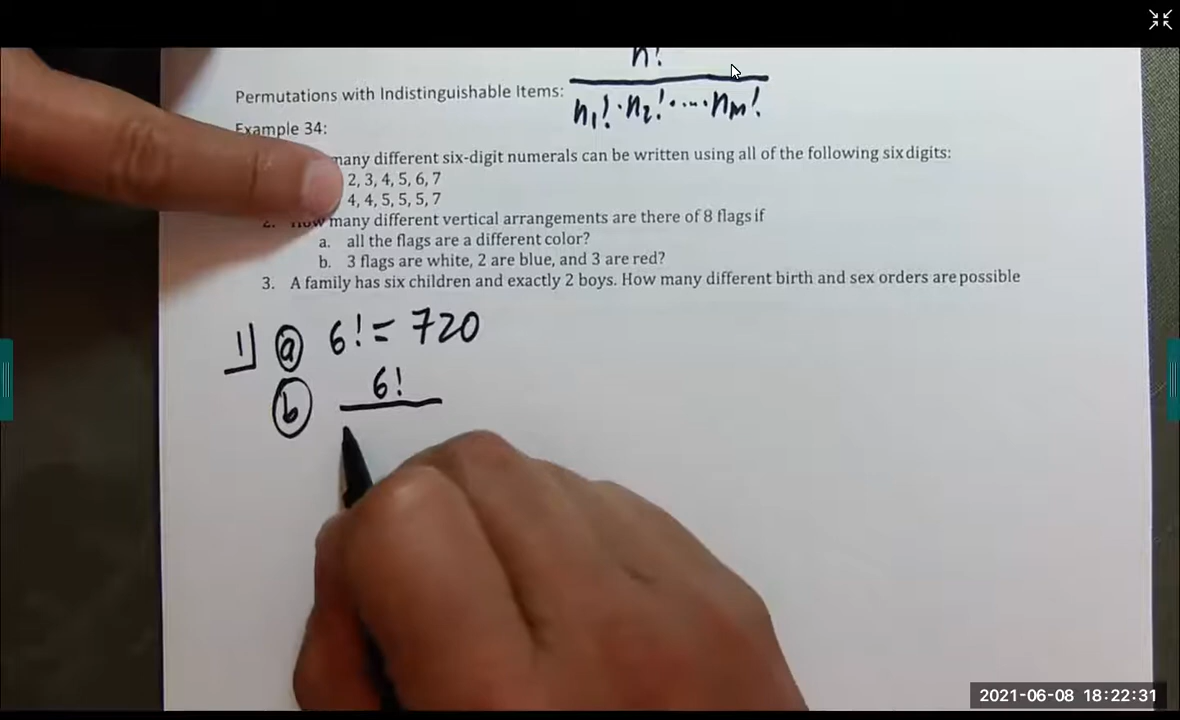 n!
Permutations with Indistinguishable Items: n₁!·n₂!·...·nₘ!
Example 34:
many different six-digit numerals can be written using all of the following six digits:
2, 3, 4, 5, 6, 7
4, 4, 5, 5, 5, 7
2. How many different vertical arrangements are there of 8 flags if
a. all the flags are a different color?
b. 3 flags are white, 2 are blue, and 3 are red?
3. A family has six children and exactly 2 boys. How many different birth and sex orders are possible
1) a 6! = 720
b 6!
2021-06-08 18:22:31